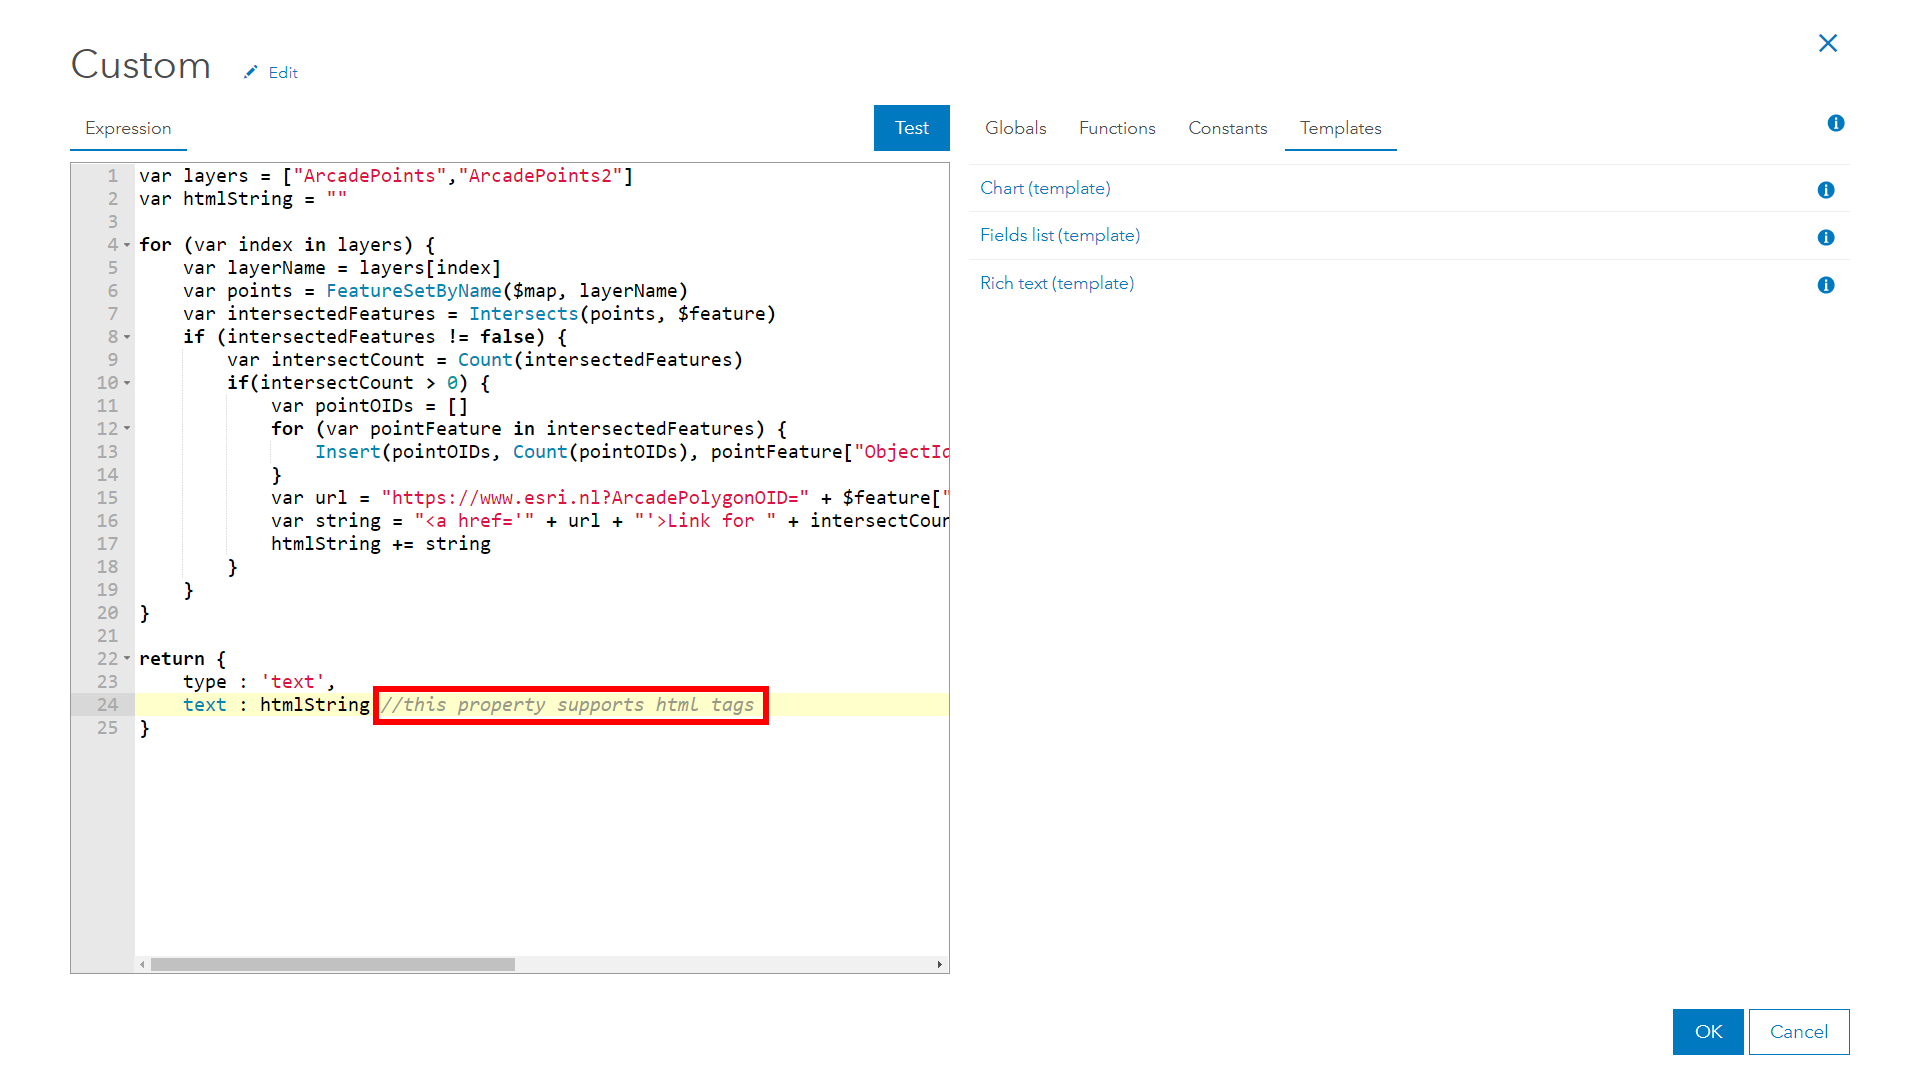 Custom
Edit
Expression
Test
Globals
Functions
Constants
Templates
1 var layers = ["ArcadePoints","ArcadePoints2"]
2 var htmlString = ""
3
4 for (var index in layers) {
5 var layerName = layers[index]
6 var points = FeatureSetByName($map, layerName)
7 var intersectedFeatures = Intersects(points, $feature)
8 if (intersectedFeatures != false) {
9 var intersectCount = Count(intersectedFeatures)
10 if(intersectCount > 0) {
11 var pointOIDs = []
12 for (var pointFeature in intersectedFeatures) {
13 Insert(pointOIDs, Count(pointOIDs), pointFeature["ObjectId
14 }
15 var url = "https://www.esri.nl?ArcadePolygonOID=" + $feature["
16 var string = "<a href='" + url + "'>Link for " + intersectCoun
17 htmlString += string
18 }
19 }
20 }
21
22 return {
23 type : 'text',
24 text : htmlString //this property supports html tags
25 }
Chart (template)
Fields list (template)
Rich text (template)
OK
Cancel